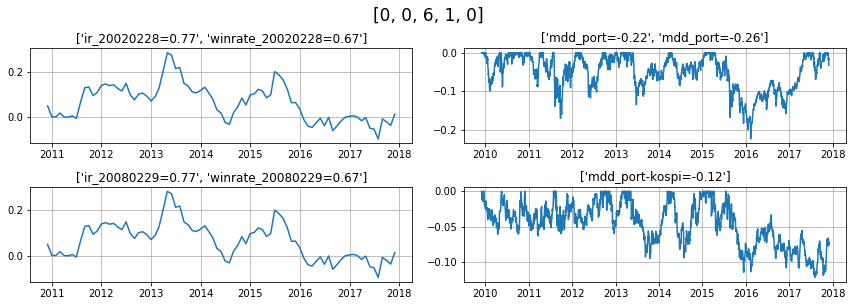 [0, 0, 6, 1, 0]
['ir_20020228=0.77', 'winrate_20020228=0.67']
0.2
0.0
2011 2012 2013 2014 2015 2016 2017 2018
['mdd_port=-0.22', 'mdd_port=-0.26']
0.0
−0.1
−0.2
2010 2011 2012 2013 2014 2015 2016 2017 2018
['ir_20080229=0.77', 'winrate_20080229=0.67']
0.2
0.0
2011 2012 2013 2014 2015 2016 2017 2018
['mdd_port-kospi=-0.12']
0.00
−0.05
−0.10
2010 2011 2012 2013 2014 2015 2016 2017 2018